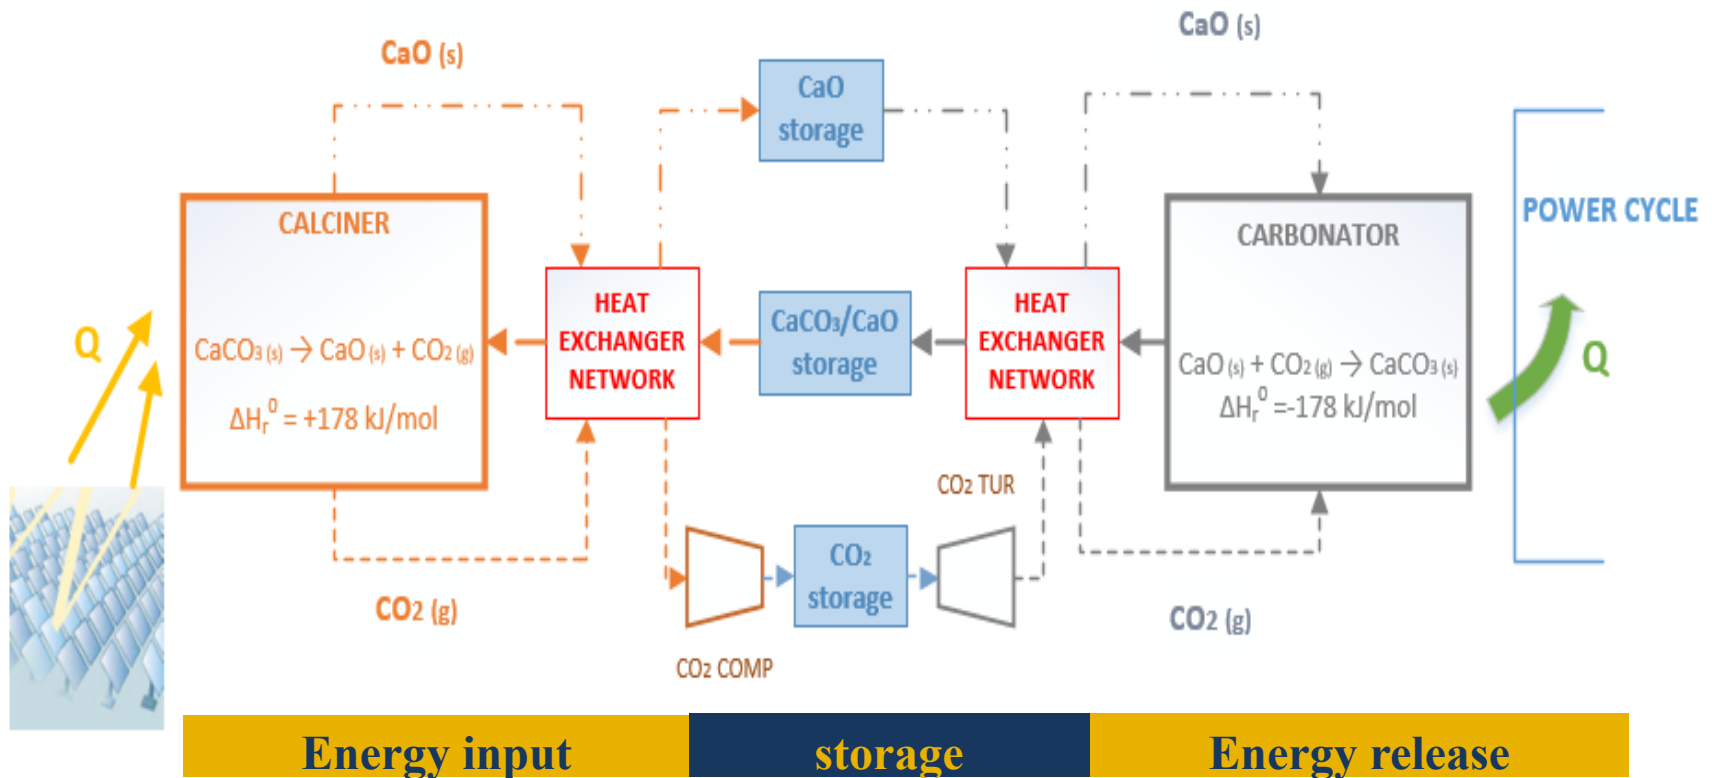 CaO (s)
CaO (s)
CaO
storage
CALCINER
CaCO₃ (s) → CaO (s) + CO₂ (g)
ΔHᵣ⁰ = +178 kJ/mol
Q
HEAT
EXCHANGER
NETWORK
CaCO₃/CaO
storage
HEAT
EXCHANGER
NETWORK
CARBONATOR
CaO (s) + CO₂ (g) → CaCO₃ (s)
ΔHᵣ⁰ =-178 kJ/mol
POWER CYCLE
Q
CO₂ TUR
CO₂
storage
CO2 (g)
CO₂ COMP
CO2 (g)
Energy input
storage
Energy release